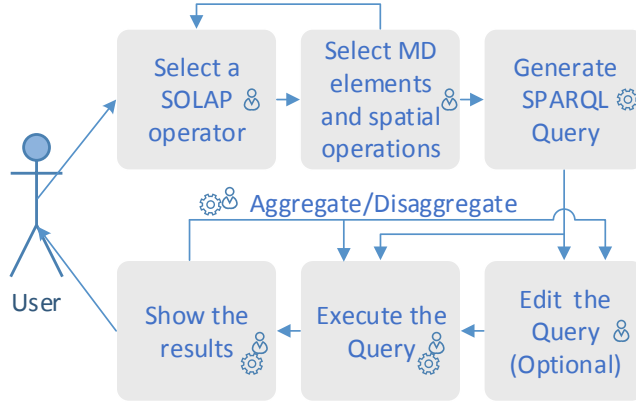 Select a
SOLAP
operator
Select MD
elements
and spatial
operations
Generate
SPARQL
Query
Aggregate/Disaggregate
User
Show the
results
Execute the
Query
Edit the
Query
(Optional)